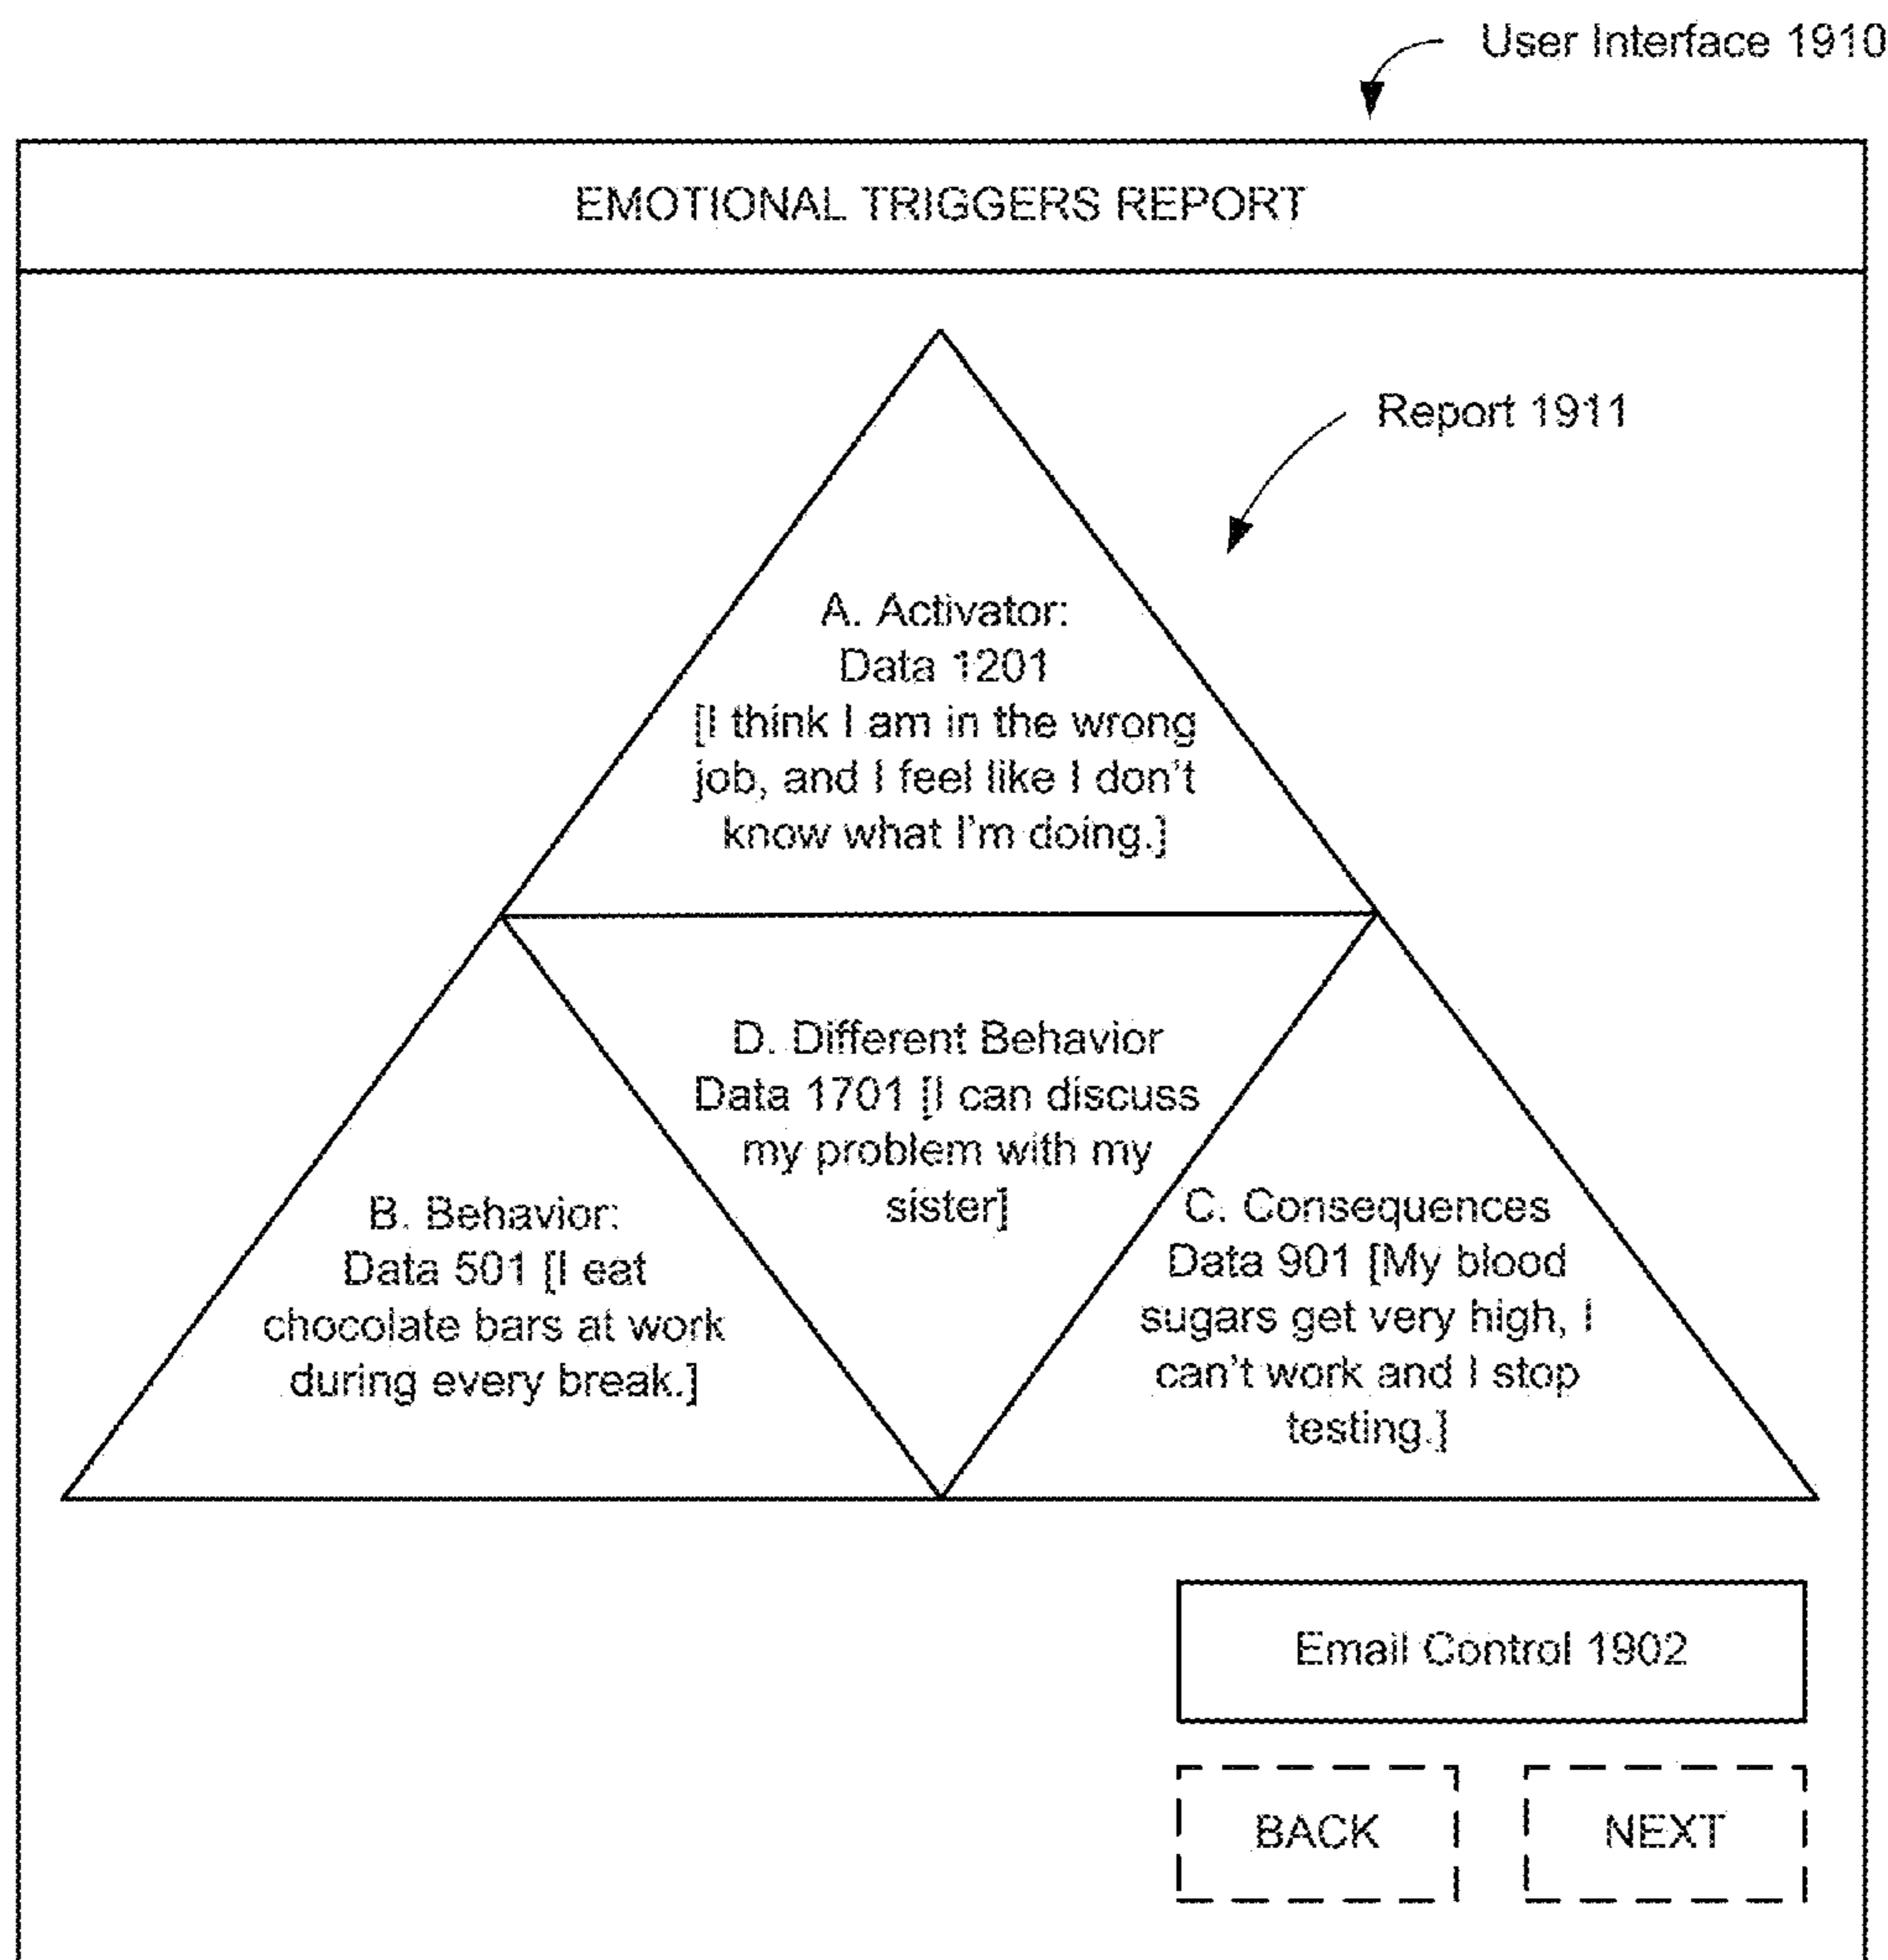 User Interface 1910
EMOTIONAL TRIGGERS REPORT
Report 1911
A. Activator:
Data 1201
[I think I am in the wrong
job, and I feel like I don't
know what I'm doing.]
D. Different Behavior
Data 1701 [I can discuss
my problem with my
sister]
B. Behavior:
Data 501 [I eat
chocolate bars at work
during every break.]
C. Consequences
Data 901 [My blood
sugars get very high, I
can't work and I stop
testing.]
Email Control 1902
BACK
NEXT